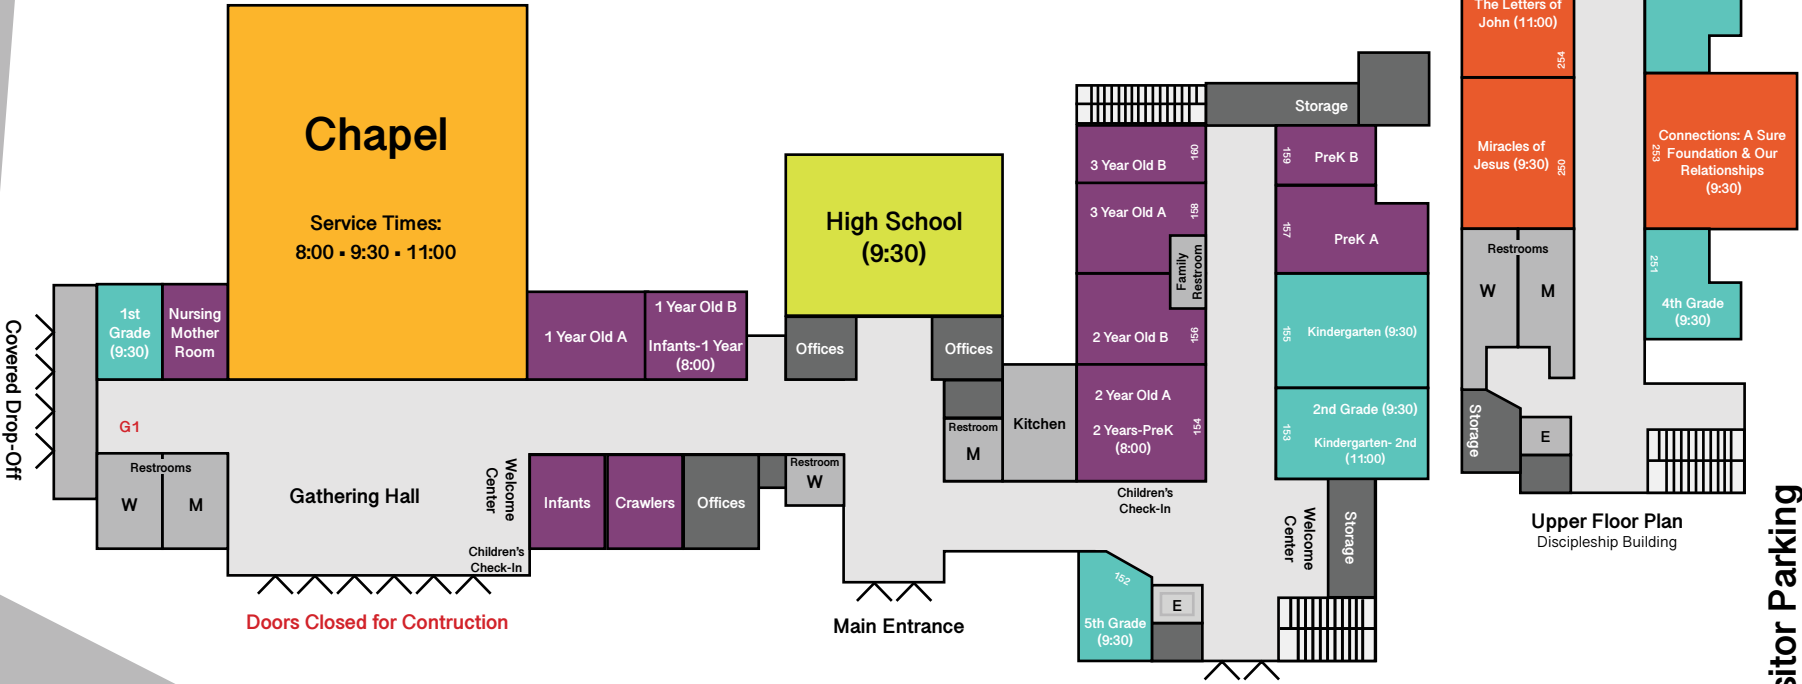 Chapel
Service Times:
8:00 ▪ 9:30 ▪ 11:00
High School
(9:30)
1st
Grade
(9:30)
Nursing
Mother
Room
1 Year Old A
1 Year Old B
Infants-1 Year
(8:00)
Offices
Offices
Covered Drop-Off
G1
Restrooms
W
M
Gathering Hall
Welcome
Center
Children's
Check-In
Infants
Crawlers
Offices
Restroom
W
Restroom
M
Kitchen
Doors Closed for Contruction
Main Entrance
Storage
3 Year Old B
160
3 Year Old A
158
Family
Restroom
2 Year Old B
156
2 Year Old A
2 Years-PreK
(8:00)
154
159
PreK B
157
PreK A
155
Kindergarten (9:30)
153
2nd Grade (9:30)
Kindergarten- 2nd
(11:00)
Children's
Check-In
Welcome
Center
Storage
152
5th Grade
(9:30)
E
The Letters of
John (11:00)
254
Miracles of
Jesus (9:30)
250
253
Connections: A Sure
Foundation & Our
Relationships
(9:30)
Restrooms
W
M
251
4th Grade
(9:30)
Storage
E
Upper Floor Plan
Discipleship Building
sitor Parking